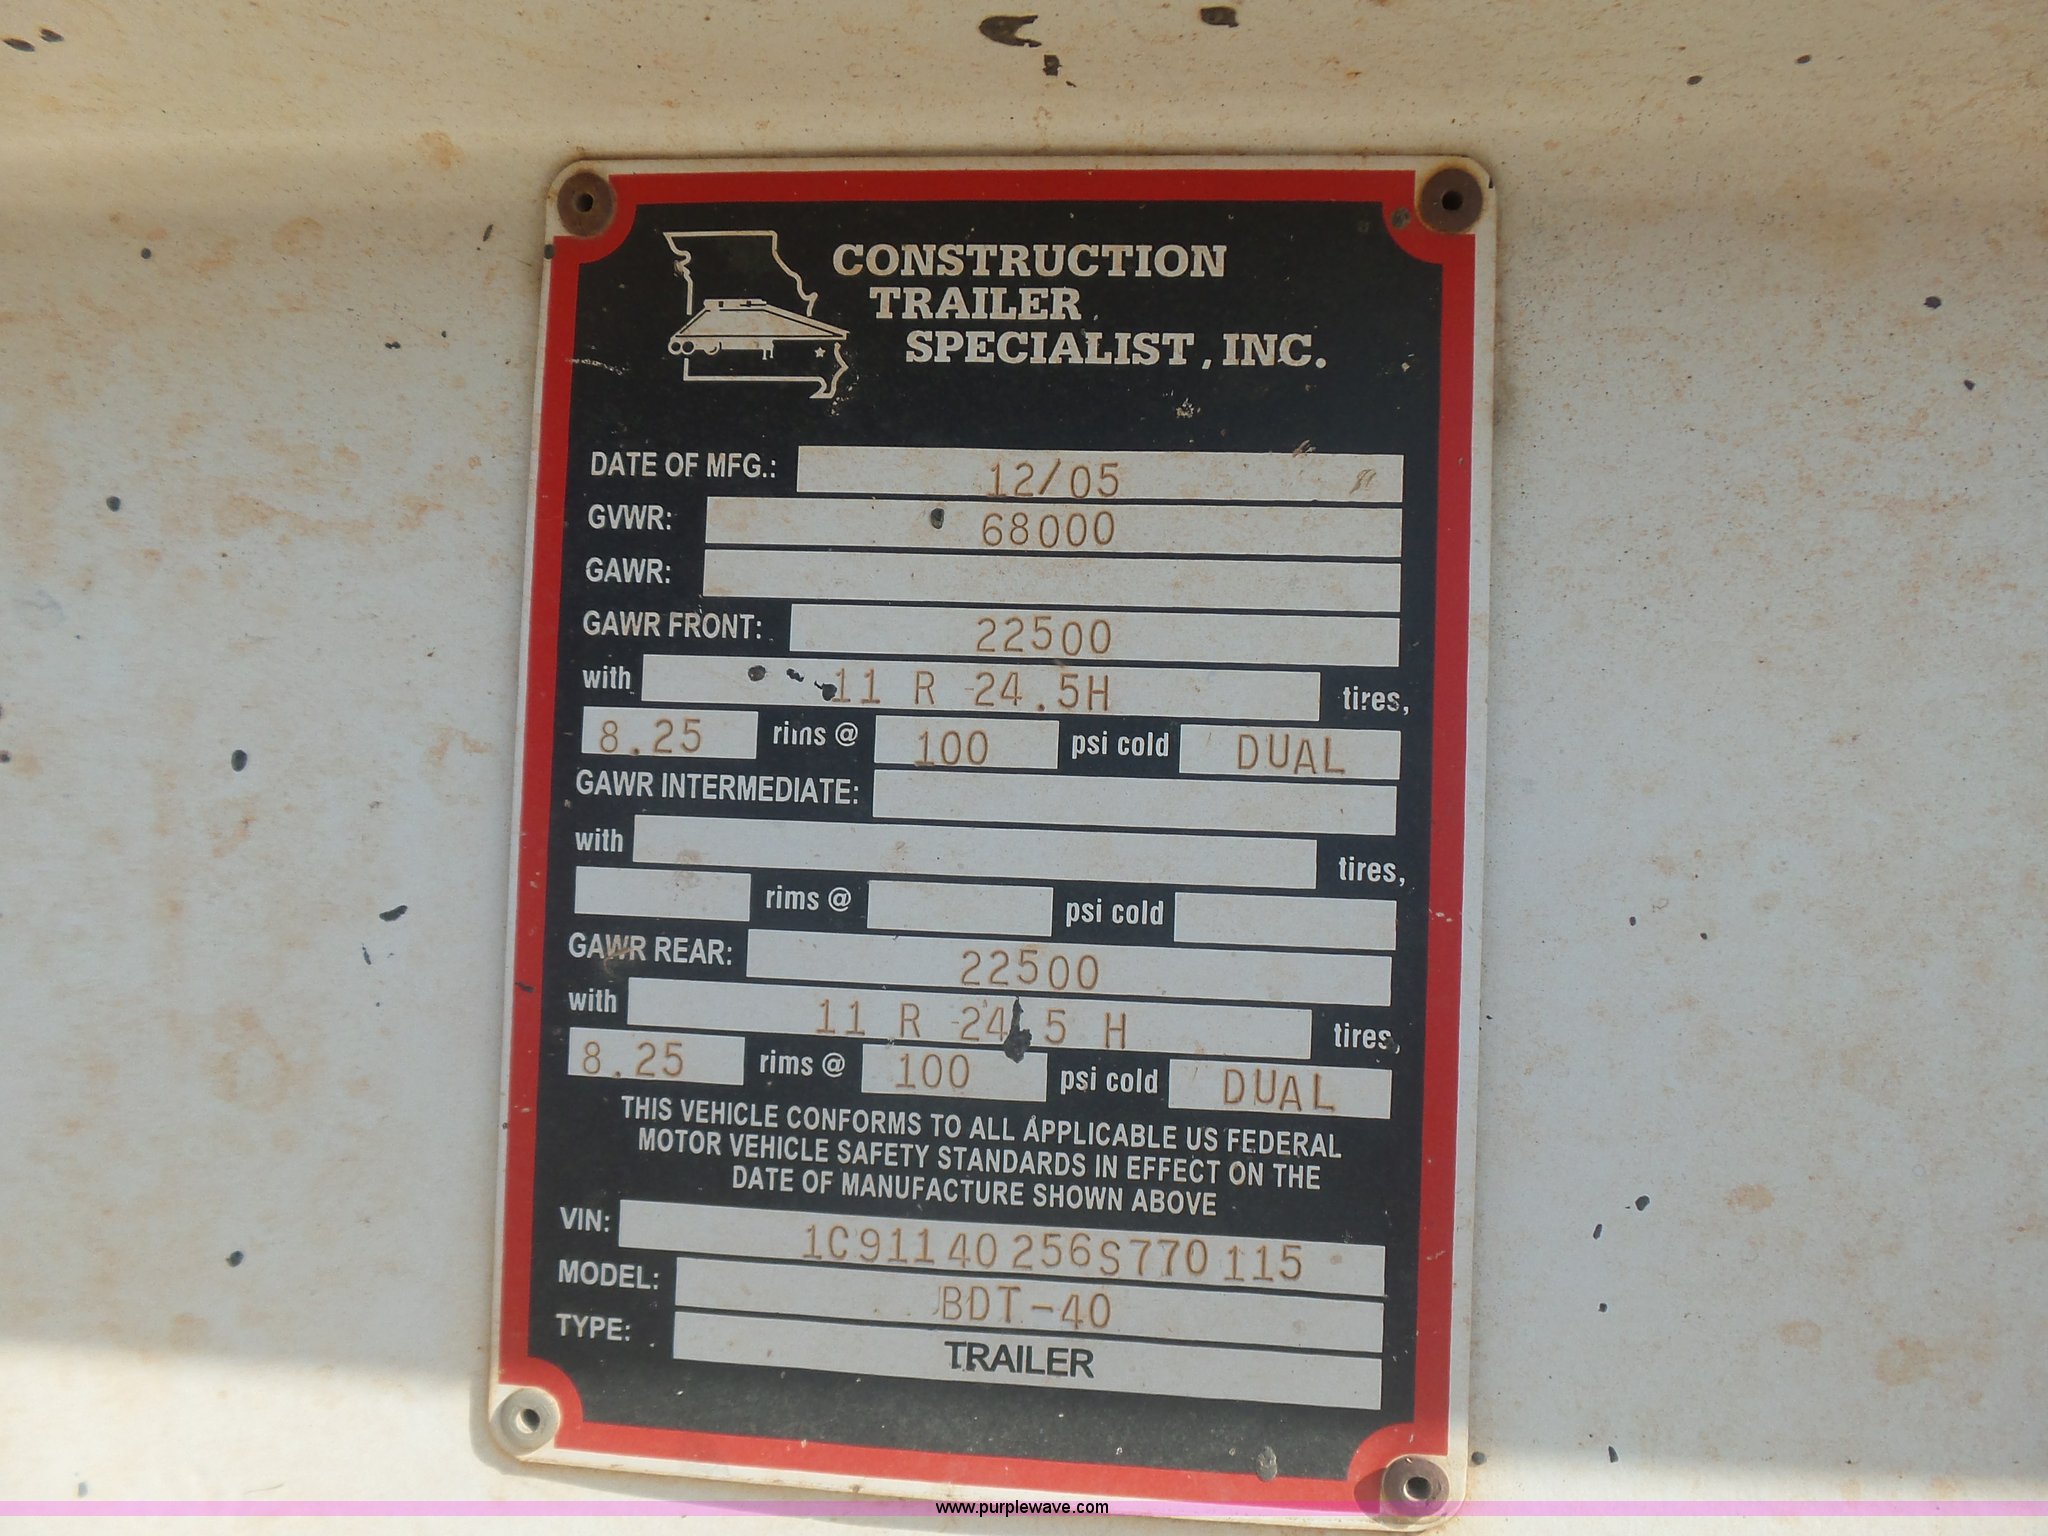 CONSTRUCTION
TRAILER
SPECIALIST, INC.
DATE OF MFG.: 12/05
GVWR: 68000
GAWR:
GAWR FRONT: 22500
with 11 R 24.5H tires,
8.25 rims @ 100 psi cold DUAL
GAWR INTERMEDIATE:
with tires,
rims @ psi cold
GAWR REAR: 22500
with 11 R 24.5 H tires,
8.25 rims @ 100 psi cold DUAL
THIS VEHICLE CONFORMS TO ALL APPLICABLE US FEDERAL
MOTOR VEHICLE SAFETY STANDARDS IN EFFECT ON THE
DATE OF MANUFACTURE SHOWN ABOVE
VIN: 1C91140256S770115
MODEL: BDT-40
TYPE: TRAILER
www.purplewave.com